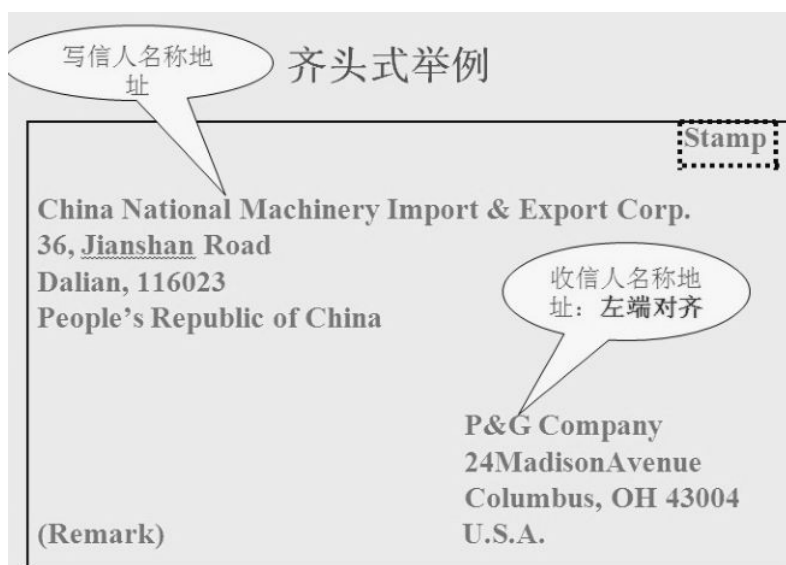 写信人名称地
址
齐头式举例
Stamp
China National Machinery Import & Export Corp.
36, Jianshan Road
Dalian, 116023
People's Republic of China
收信人名称地
址：左端对齐
P&G Company
24MadisonAvenue
Columbus, OH 43004
(Remark)
U.S.A.